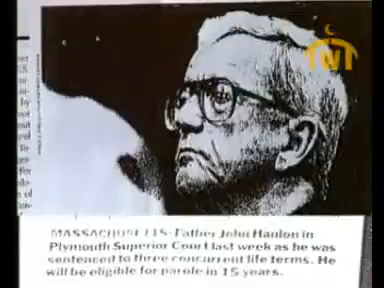 TWT
MASSACHUSETTS: Father John Hanlon in
Plymouth Superior Court last week as he was
sentenced to three concurrent life terms. He
will be eligible for parole in 15 years.